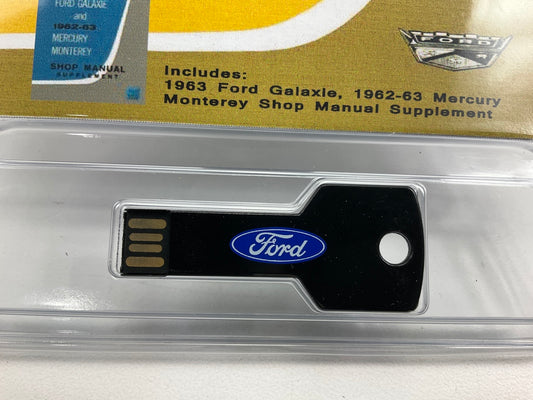 FORD GALAXIE
and
1962-63
MERCURY
MONTEREY
SHOP MANUAL
SUPPLEMENT
FORD
Includes:
1963 Ford Galaxie, 1962-63 Mercury
Monterey Shop Manual Supplement
Ford